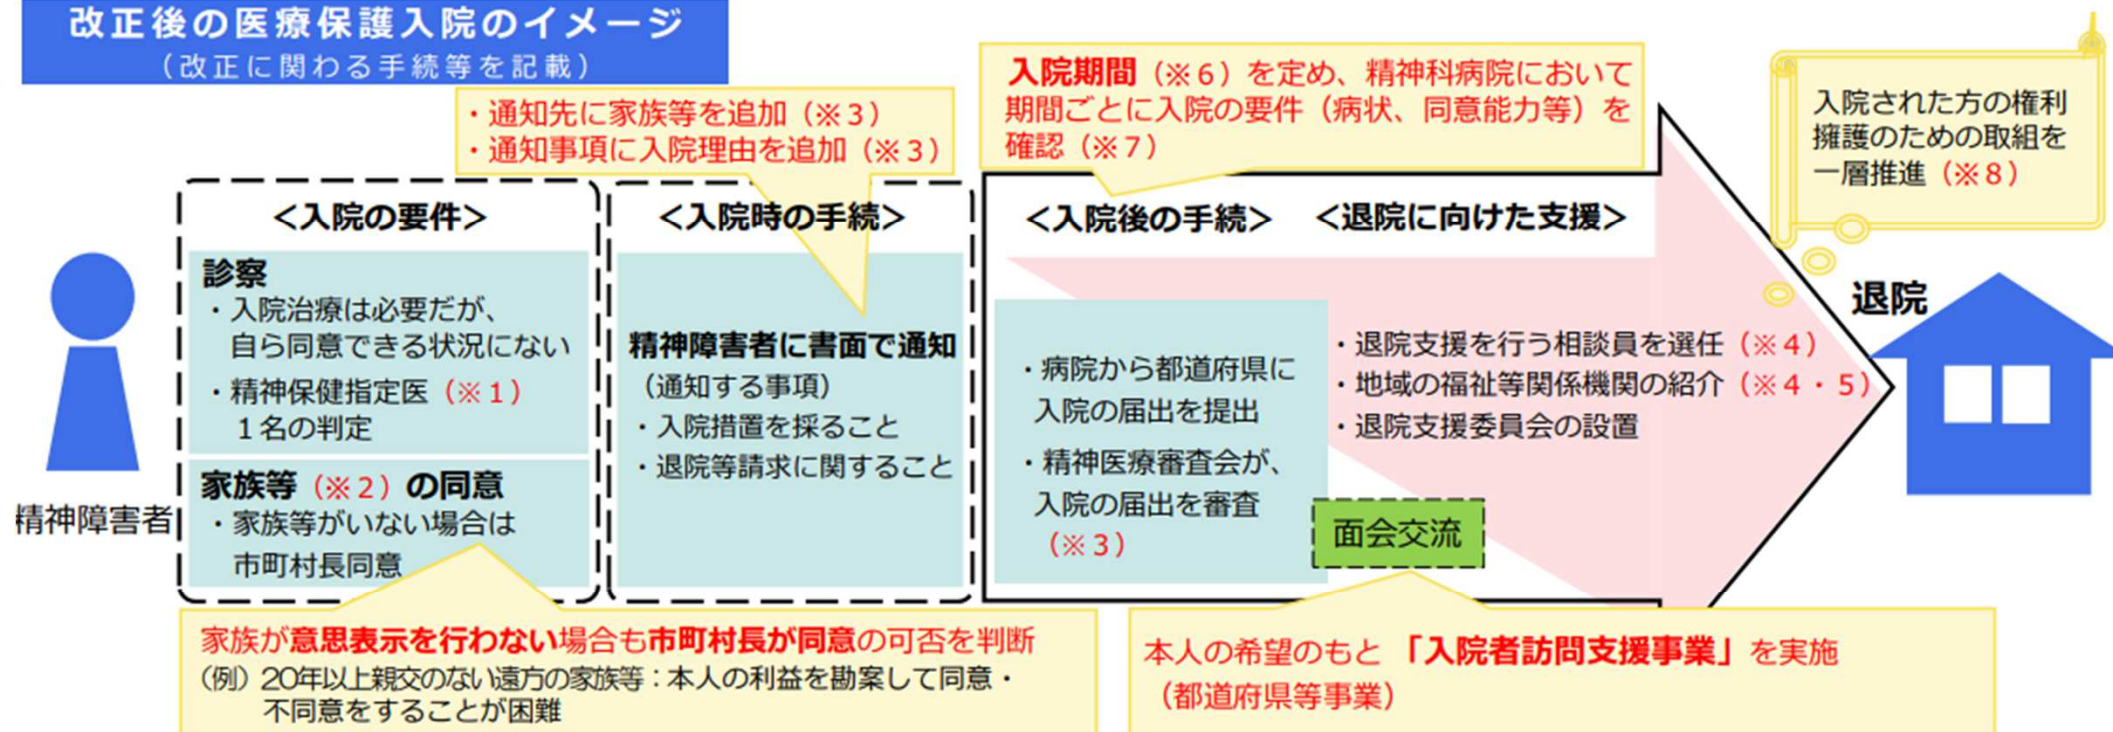 改正後の医療保護入院のイメージ
（改正に関わる手続等を記載）
・通知先に家族等を追加（※３）
・通知事項に入院理由を追加（※３）
入院期間（※６）を定め、精神科病院において
期間ごとに入院の要件（病状、同意能力等）を
確認（※７）
入院された方の権利
擁護のための取組を
一層推進（※８）
精神障害者
＜入院の要件＞
診察
・入院治療は必要だが、
自ら同意できる状況にない
・精神保健指定医（※１）
１名の判定
家族等（※２）の同意
・家族等がいない場合は
市町村長同意
＜入院時の手続＞
精神障害者に書面で通知
（通知する事項）
・入院措置を採ること
・退院等請求に関すること
＜入院後の手続＞
・病院から都道府県に
入院の届出を提出
・精神医療審査会が、
入院の届出を審査
（※３）
＜退院に向けた支援＞
・退院支援を行う相談員を選任（※４）
・地域の福祉等関係機関の紹介（※４・５）
・退院支援委員会の設置
面会交流
退院
家族が意思表示を行わない場合も市町村長が同意の可否を判断
（例）20年以上親交のない遠方の家族等：本人の利益を勘案して同意・
不同意をすることが困難
本人の希望のもと「入院者訪問支援事業」を実施
（都道府県等事業）